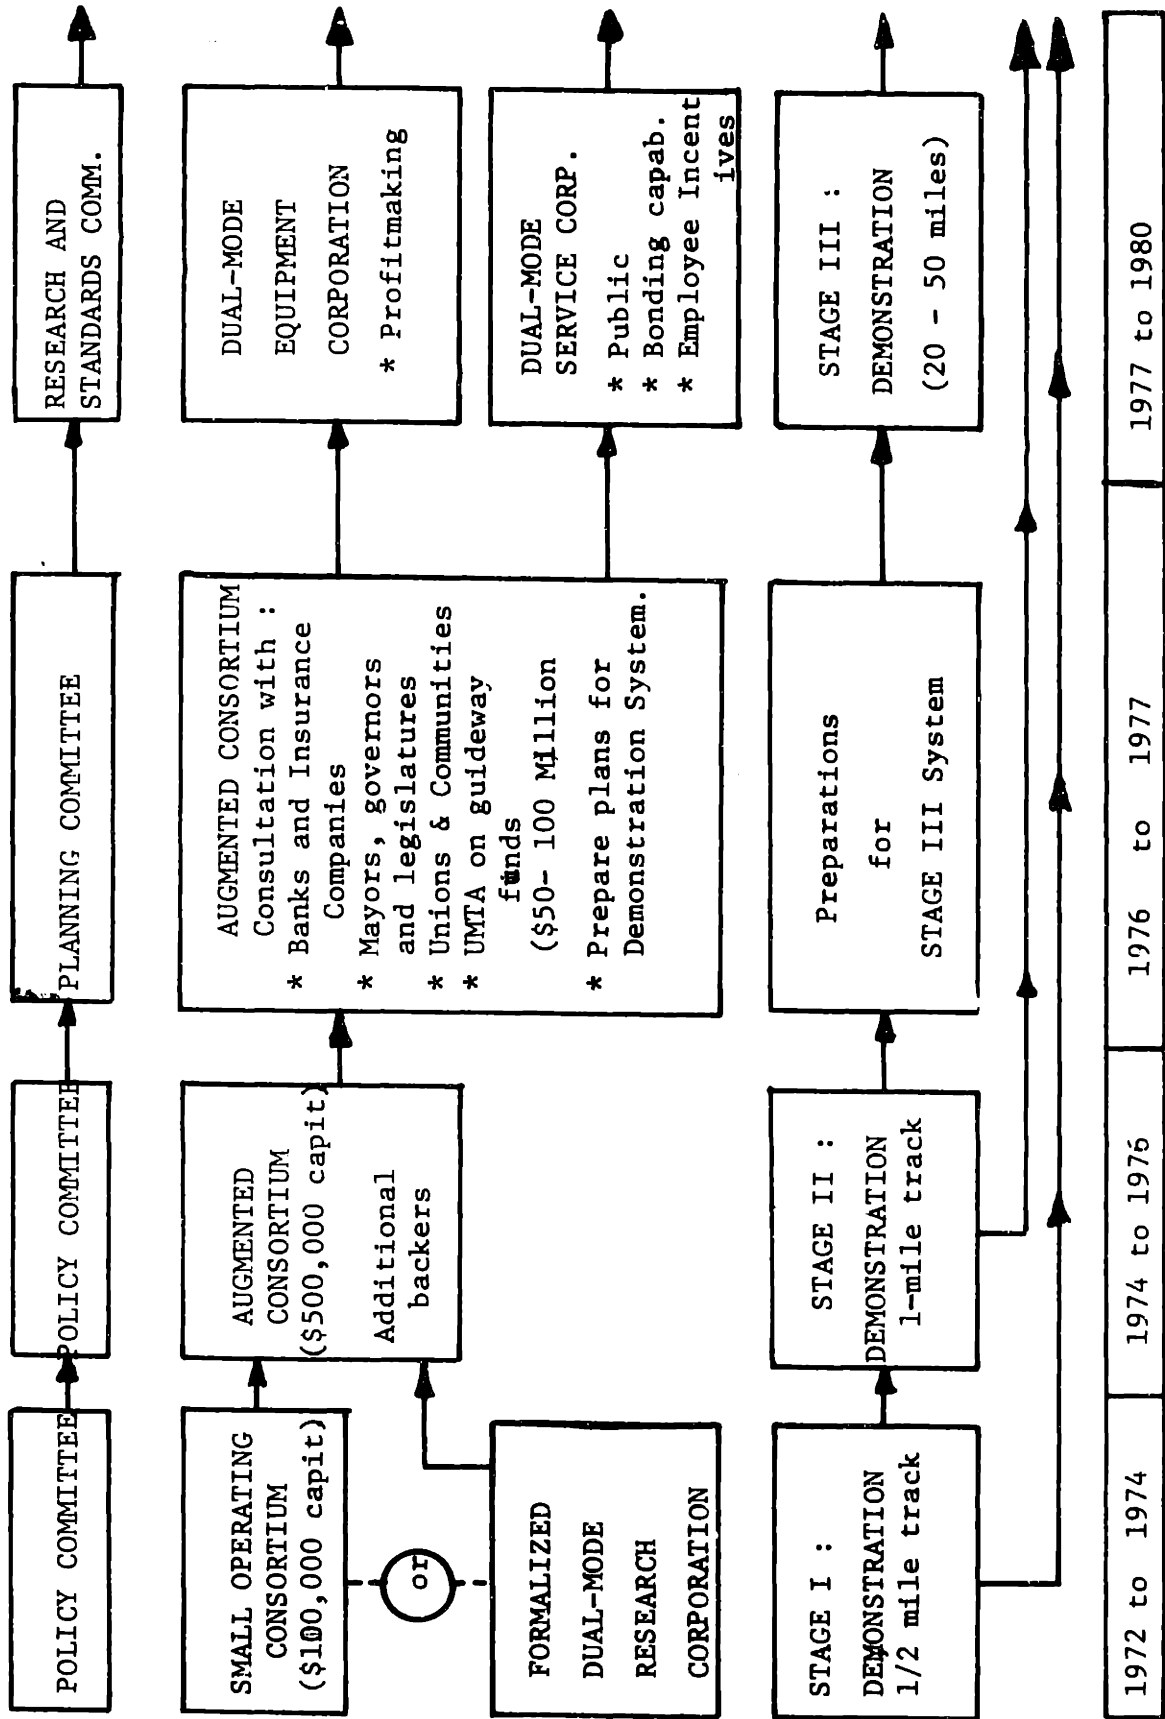 POLICY COMMITTEE
POLICY COMMITTEE
PLANNING COMMITTEE
RESEARCH AND
STANDARDS COMM.
SMALL OPERATING
CONSORTIUM
($100,000 capit)
or
FORMALIZED
DUAL-MODE
RESEARCH
CORPORATION
AUGMENTED
CONSORTIUM
($500,000 capit)
Additional
backers
AUGMENTED CONSORTIUM
Consultation with :
* Banks and Insurance
Companies
* Mayors, governors
and legislatures
* Unions & Communities
* UMTA on guideway
funds
($50- 100 Million
* Prepare plans for
Demonstration System.
DUAL-MODE
EQUIPMENT
CORPORATION
* Profitmaking
DUAL-MODE
SERVICE CORP.
* Public
* Bonding capab.
* Employee Incent
ives
STAGE I :
DEMONSTRATION
1/2 mile track
STAGE II :
DEMONSTRATION
1-mile track
Preparations
for
STAGE III System
STAGE III :
DEMONSTRATION
(20 - 50 miles)
1972 to 1974
1974 to 1976
1976 to 1977
1977 to 1980